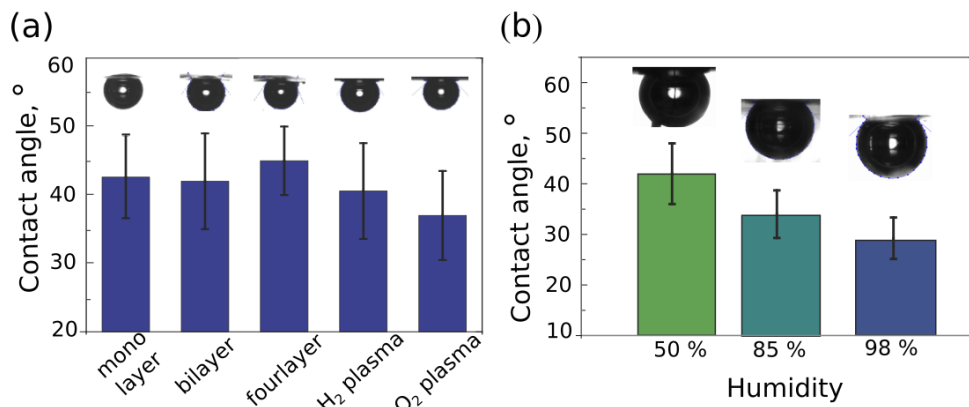 (a)
Contact angle, °
60
50
40
30
20
mono
layer
bilayer
fourlayer
H₂ plasma
O₂ plasma
(b)
Contact angle, °
60
50
40
30
20
10
50 %
85 %
98 %
Humidity